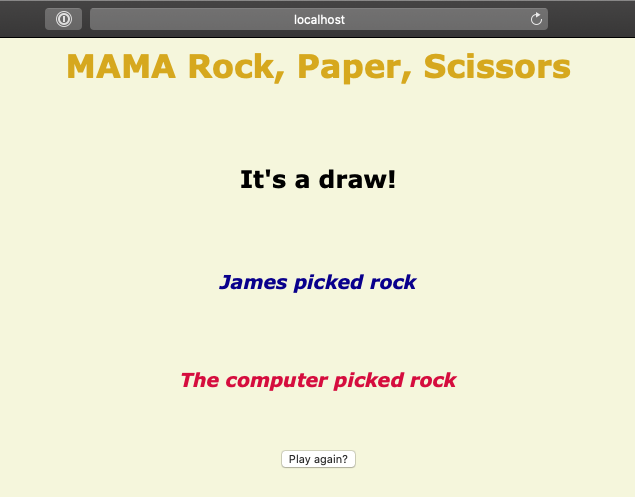 localhost
MAMA Rock, Paper, Scissors
It's a draw!
James picked rock
The computer picked rock
Play again?